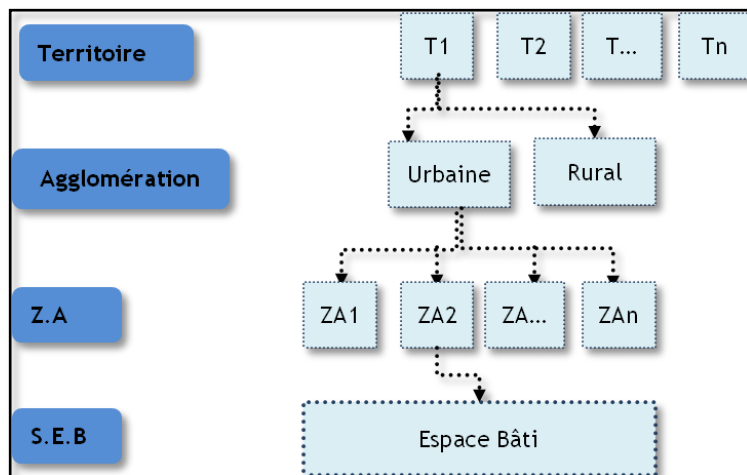 Territoire
T1
T2
T...
Tn
Agglomération
Urbaine
Rural
Z.A
ZA1
ZA2
ZA...
ZAn
S.E.B
Espace Bâti